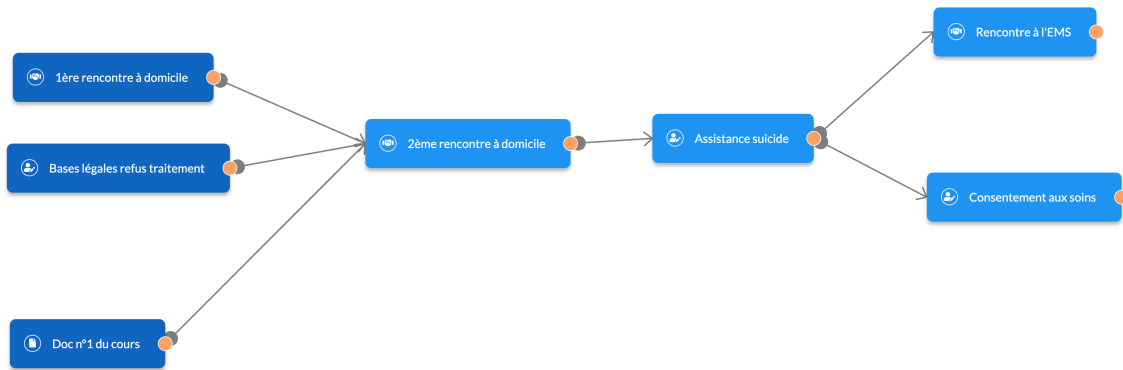 Rencontre à l'EMS
1ère rencontre à domicile
2ème rencontre à domicile
Assistance suicide
Bases légales refus traitement
Consentement aux soins
Doc n°1 du cours